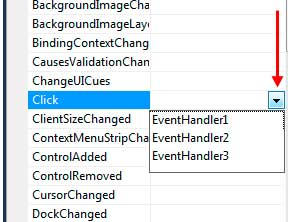 BackgroundImageCha
BackgroundImageLay
BindingContextChang
CausesValidationChan
ChangeUICues
Click
ClientSizeChanged
EventHandler1
ContextMenuStripCha
EventHandler2
ControlAdded
EventHandler3
ControlRemoved
CursorChanged
DockChanged